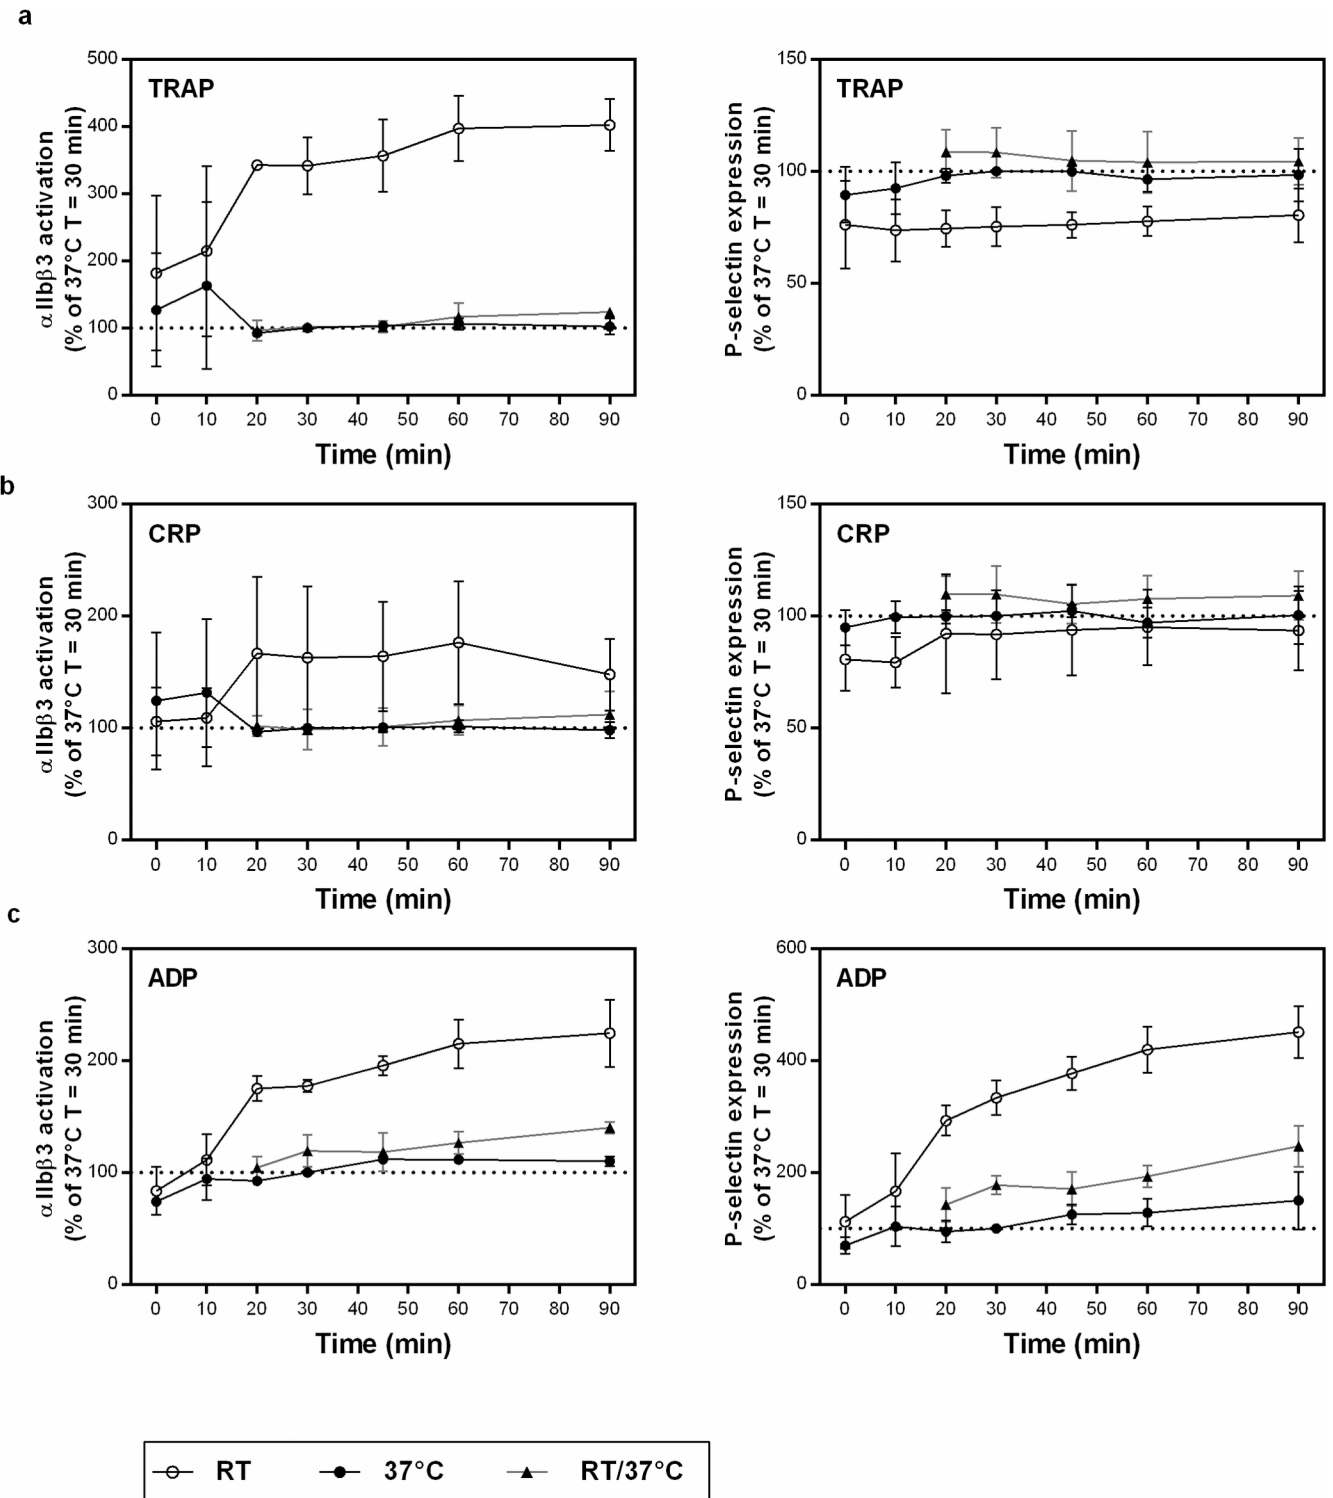 a
500
400
300
200
100
0
αIIbβ3 activation
(% of 37°C T = 30 min)
TRAP
0 10 20 30 40 50 60 70 80 90
Time (min)
150
100
50
0
P-selectin expression
(% of 37°C T = 30 min)
TRAP
0 10 20 30 40 50 60 70 80 90
Time (min)
b
300
200
100
0
αIIbβ3 activation
(% of 37°C T = 30 min)
CRP
0 10 20 30 40 50 60 70 80 90
Time (min)
150
100
50
0
P-selectin expression
(% of 37°C T = 30 min)
CRP
0 10 20 30 40 50 60 70 80 90
Time (min)
c
300
200
100
0
αIIbβ3 activation
(% of 37°C T = 30 min)
ADP
0 10 20 30 40 50 60 70 80 90
Time (min)
600
400
200
0
P-selectin expression
(% of 37°C T = 30 min)
ADP
0 10 20 30 40 50 60 70 80 90
Time (min)
RT 37°C RT/37°C